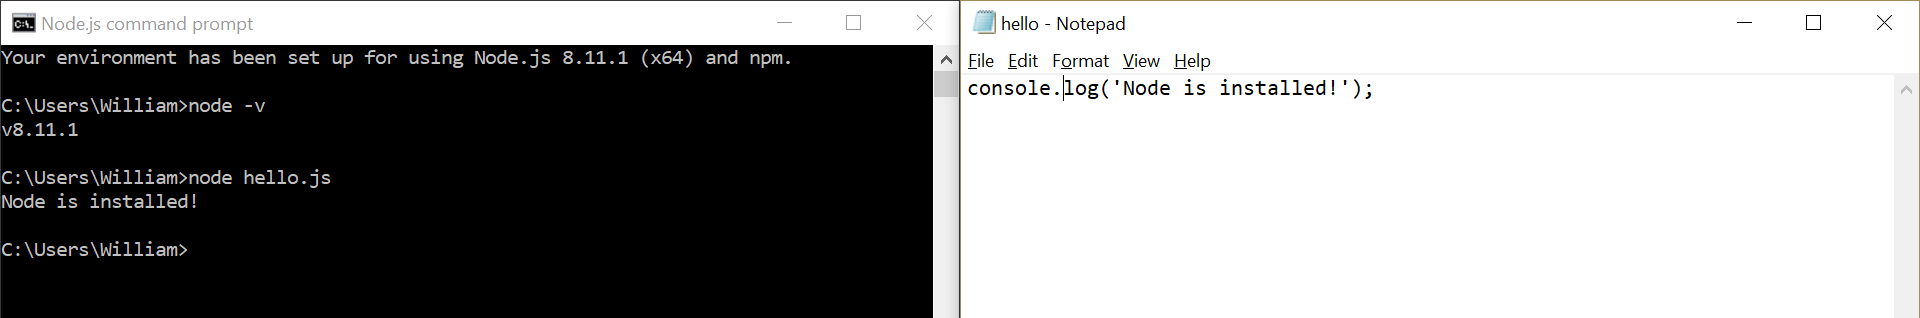 Node.js command prompt
Your environment has been set up for using Node.js 8.11.1 (x64) and npm.
C:\Users\William>node -v
v8.11.1
C:\Users\William>node hello.js
Node is installed!
C:\Users\William>
hello - Notepad
File Edit Format View Help
console.log('Node is installed!');